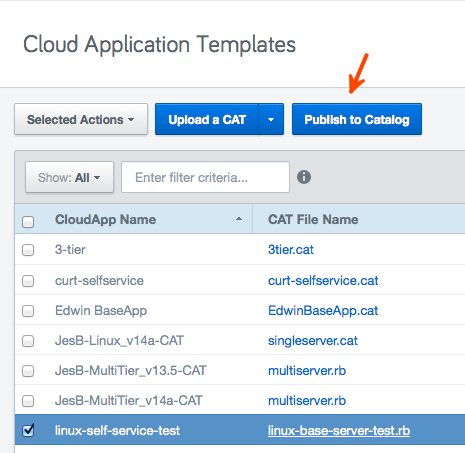 Cloud Application Templates
Selected Actions Upload a CAT Publish to Catalog
Show: All Enter filter criteria...
CloudApp Name CAT File Name
3-tier 3tier.cat
curt-selfservice curt-selfservice.cat
Edwin BaseApp EdwinBaseApp.cat
JesB-Linux_v14a-CAT singleserver.cat
JesB-MultiTier_v13.5-CAT multiserver.rb
JesB-MultiTier_v14a-CAT multiserver.rb
linux-self-service-test linux-base-server-test.rb